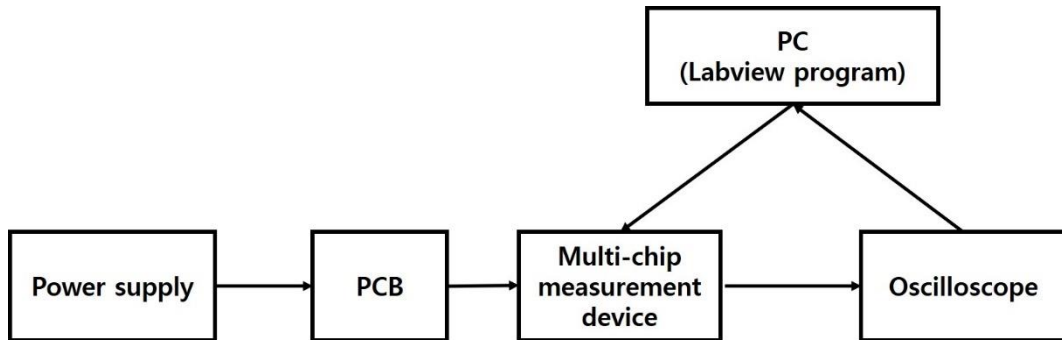 PC
(Labview program)
Power supply
PCB
Multi-chip
measurement
device
Oscilloscope